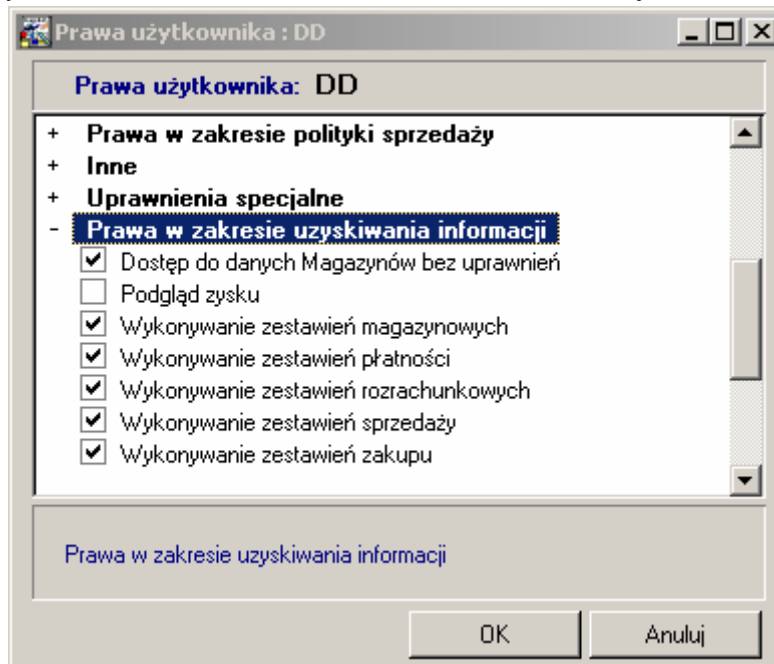 Prawa użytkownika : DD
Prawa użytkownika: DD
+ Prawa w zakresie polityki sprzedaży
+ Inne
+ Uprawnienia specjalne
- Prawa w zakresie uzyskiwania informacji
Dostęp do danych Magazynów bez uprawnień
Podgląd zysku
Wykonywanie zestawień magazynowych
Wykonywanie zestawień płatności
Wykonywanie zestawień rozrachunkowych
Wykonywanie zestawień sprzedaży
Wykonywanie zestawień zakupu
Prawa w zakresie uzyskiwania informacji
OK Anuluj